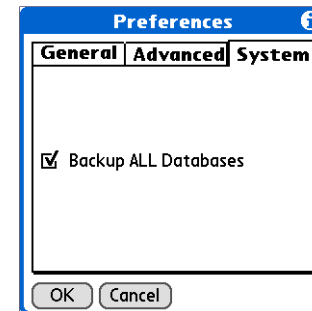 Preferences
General Advanced System
Backup ALL Databases
OK Cancel